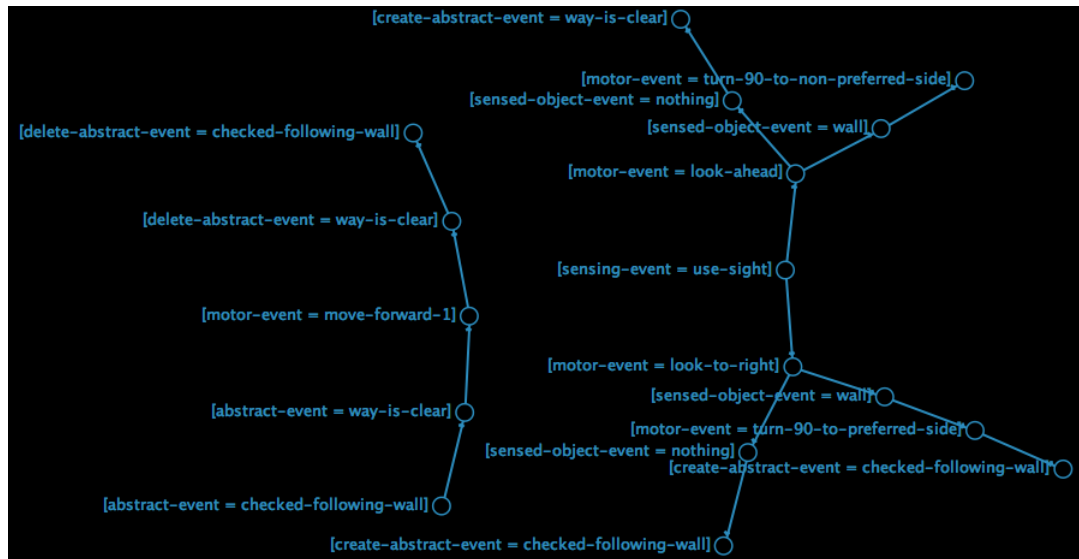 [create-abstract-event = way-is-clear]
[motor-event = turn-90-to-non-preferred-side]
[sensed-object-event = nothing]
[sensed-object-event = wall]
[delete-abstract-event = checked-following-wall]
[motor-event = look-ahead]
[delete-abstract-event = way-is-clear]
[sensing-event = use-sight]
[motor-event = move-forward-1]
[motor-event = look-to-right]
[sensed-object-event = wall]
[abstract-event = way-is-clear]
[motor-event = turn-90-to-preferred-side]
[sensed-object-event = nothing]
[create-abstract-event = checked-following-wall]
[abstract-event = checked-following-wall]
[create-abstract-event = checked-following-wall]